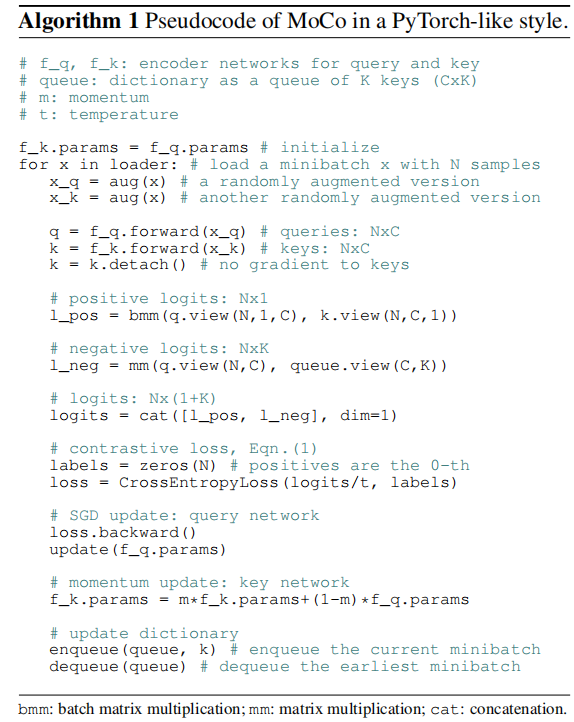 Algorithm 1 Pseudocode of MoCo in a PyTorch-like style.
# f_q, f_k: encoder networks for query and key
# queue: dictionary as a queue of K keys (CxK)
# m: momentum
# t: temperature
f_k.params = f_q.params # initialize
for x in loader: # load a minibatch x with N samples
x_q = aug(x) # a randomly augmented version
x_k = aug(x) # another randomly augmented version
q = f_q.forward(x_q) # queries: NxC
k = f_k.forward(x_k) # keys: NxC
k = k.detach() # no gradient to keys
# positive logits: Nx1
l_pos = bmm(q.view(N,1,C), k.view(N,C,1))
# negative logits: NxK
l_neg = mm(q.view(N,C), queue.view(C,K))
# logits: Nx(1+K)
logits = cat([l_pos, l_neg], dim=1)
# contrastive loss, Eqn.(1)
labels = zeros(N) # positives are the 0-th
loss = CrossEntropyLoss(logits/t, labels)
# SGD update: query network
loss.backward()
update(f_q.params)
# momentum update: key network
f_k.params = m*f_k.params+(1-m)*f_q.params
# update dictionary
enqueue(queue, k) # enqueue the current minibatch
dequeue(queue) # dequeue the earliest minibatch
bmm: batch matrix multiplication; mm: matrix multiplication; cat: concatenation.